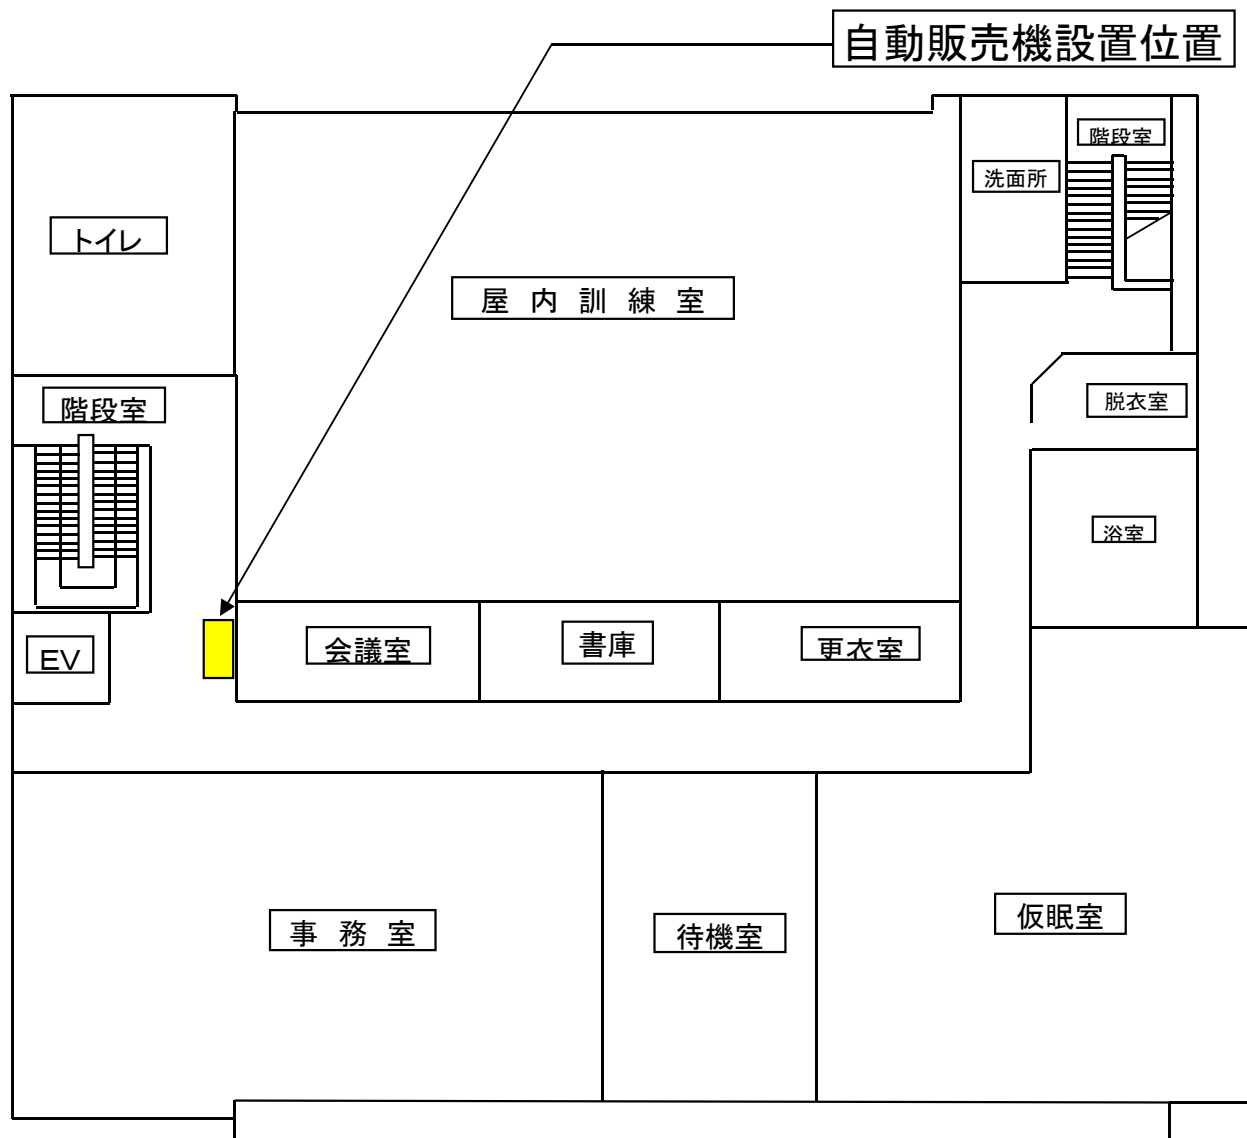 自動販売機設置位置
階段室
洗面所
トイレ
屋内訓練室
階段室
脱衣室
浴室
会議室
書庫
更衣室
EV
事務室
待機室
仮眠室